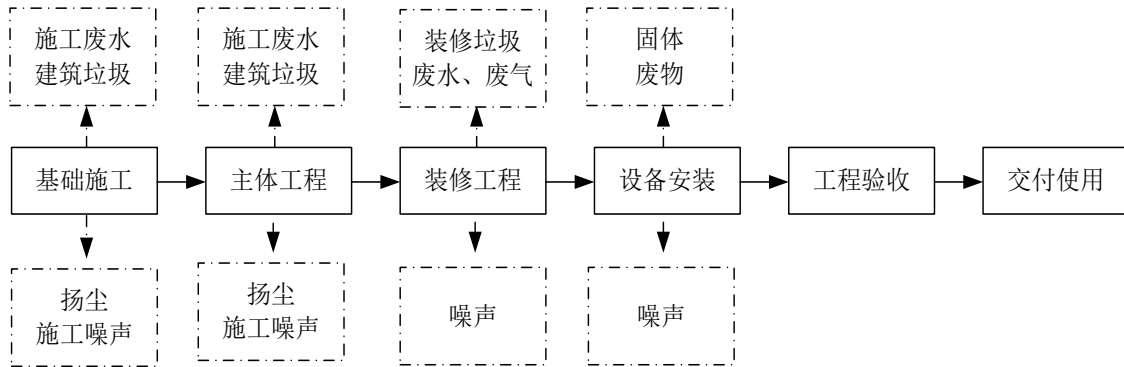 施工废水
建筑垃圾
施工废水
建筑垃圾
装修垃圾
废水、废气
固体
废物
基础施工
主体工程
装修工程
设备安装
工程验收
交付使用
扬尘
施工噪声
扬尘
施工噪声
噪声
噪声